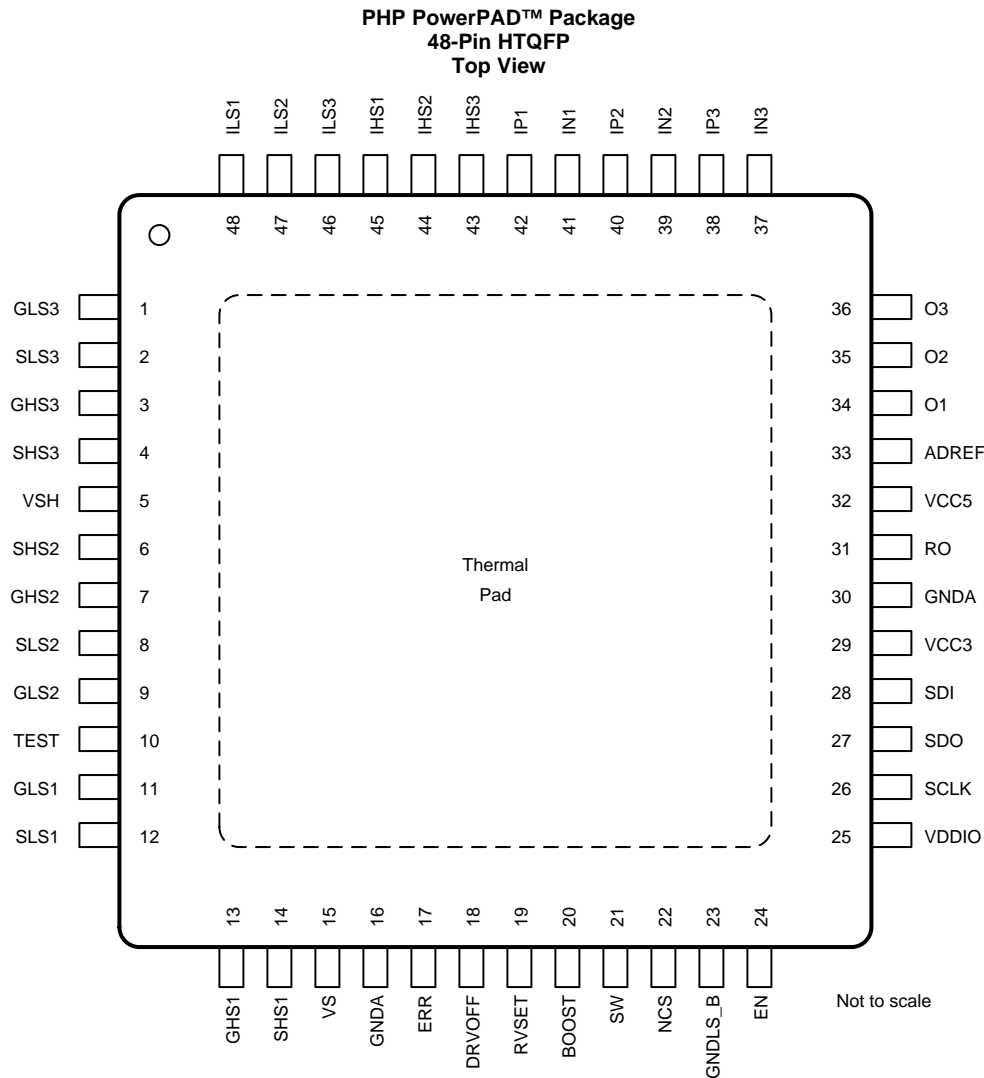 PHP PowerPAD™ Package
48-Pin HTQFP
Top View
ILS1 ILS2 ILS3 IHS1 IHS2 IHS3 IP1 IN1 IP2 IN2 IP3 IN3
48 47 46 45 44 43 42 41 40 39 38 37
GLS3 1 36 O3
SLS3 2 35 O2
GHS3 3 34 O1
SHS3 4 33 ADREF
VSH 5 32 VCC5
SHS2 6 31 RO
Thermal
Pad
GHS2 7 30 GNDA
SLS2 8 29 VCC3
GLS2 9 28 SDI
TEST 10 27 SDO
GLS1 11 26 SCLK
SLS1 12 25 VDDIO
13 14 15 16 17 18 19 20 21 22 23 24
GHS1 SHS1 VS GNDA ERR DRVOFF RVSET BOOST SW NCS GNDLS_B EN
Not to scale